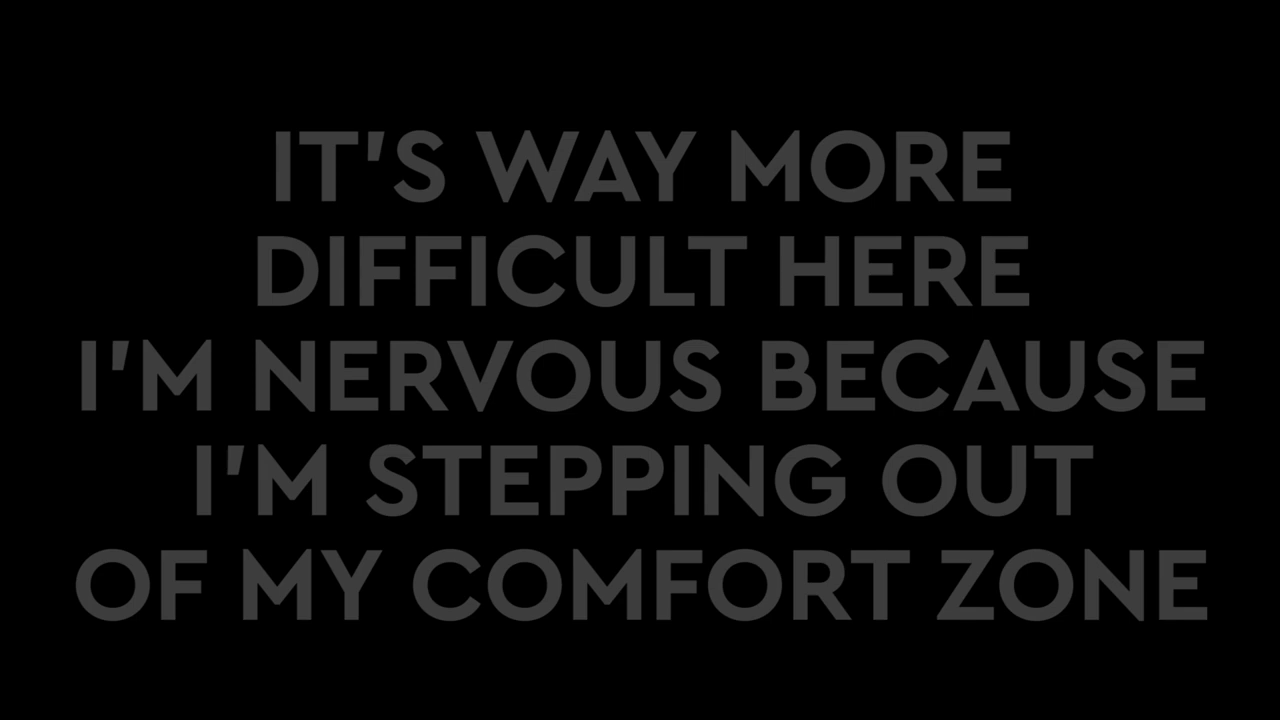 IT'S WAY MORE
DIFFICULT HERE
I'M NERVOUS BECAUSE
I'M STEPPING OUT
OF MY COMFORT ZONE